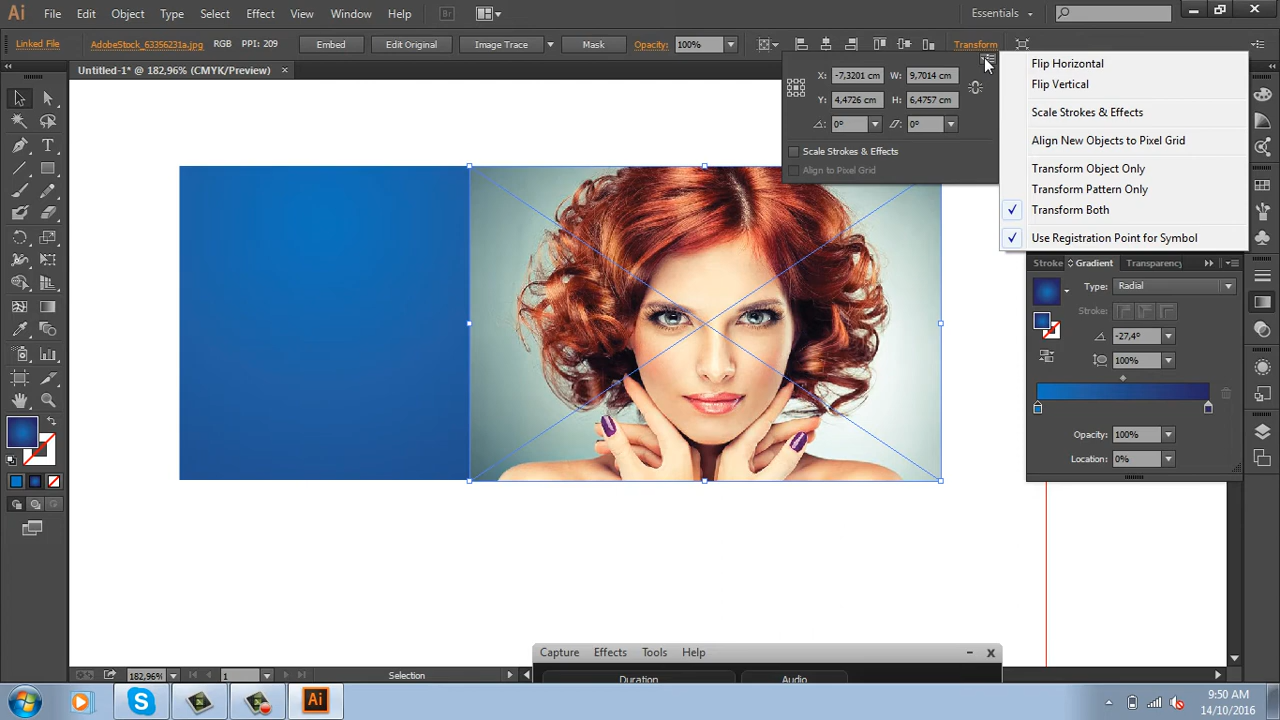 Ai File Edit Object Type Select Effect View Window Help Br Essentials
Linked File AdobeStock_63356231a.jpg RGB PPI: 209 Embed Edit Original Image Trace Mask Opacity: 100% Transform
Untitled-1* @ 182,96% (CMYK/Preview)
X: -7,3201 cm W: 9,7014 cm
Y: 4,4726 cm H: 6,4757 cm
0° 0°
Scale Strokes & Effects
Align to Pixel Grid
Flip Horizontal
Flip Vertical
Scale Strokes & Effects
Align New Objects to Pixel Grid
Transform Object Only
Transform Pattern Only
Transform Both
Use Registration Point for Symbol
Stroke Gradient Transparency
Type: Radial
Stroke:
-27,4°
100%
Opacity: 100%
Location: 0%
Capture Effects Tools Help
Duration Audio
182,96% 1 Selection
Ai
9:50 AM
14/10/2016